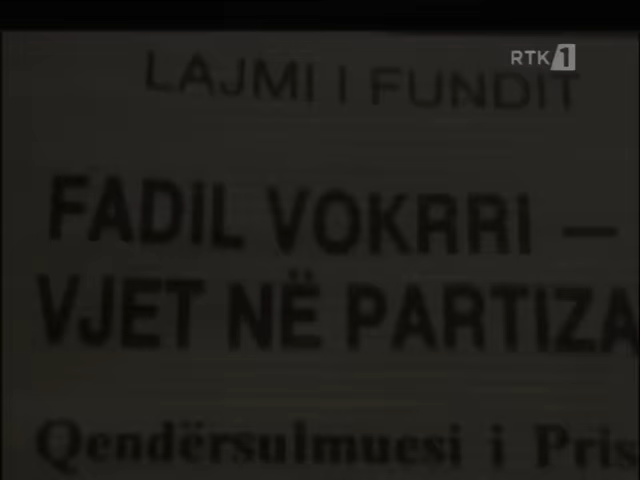 RTK 1
LAJMI I FUNDIT
FADIL VOKRRI —
VJET NË PARTIZA
Qendërsulmuesi i Pris